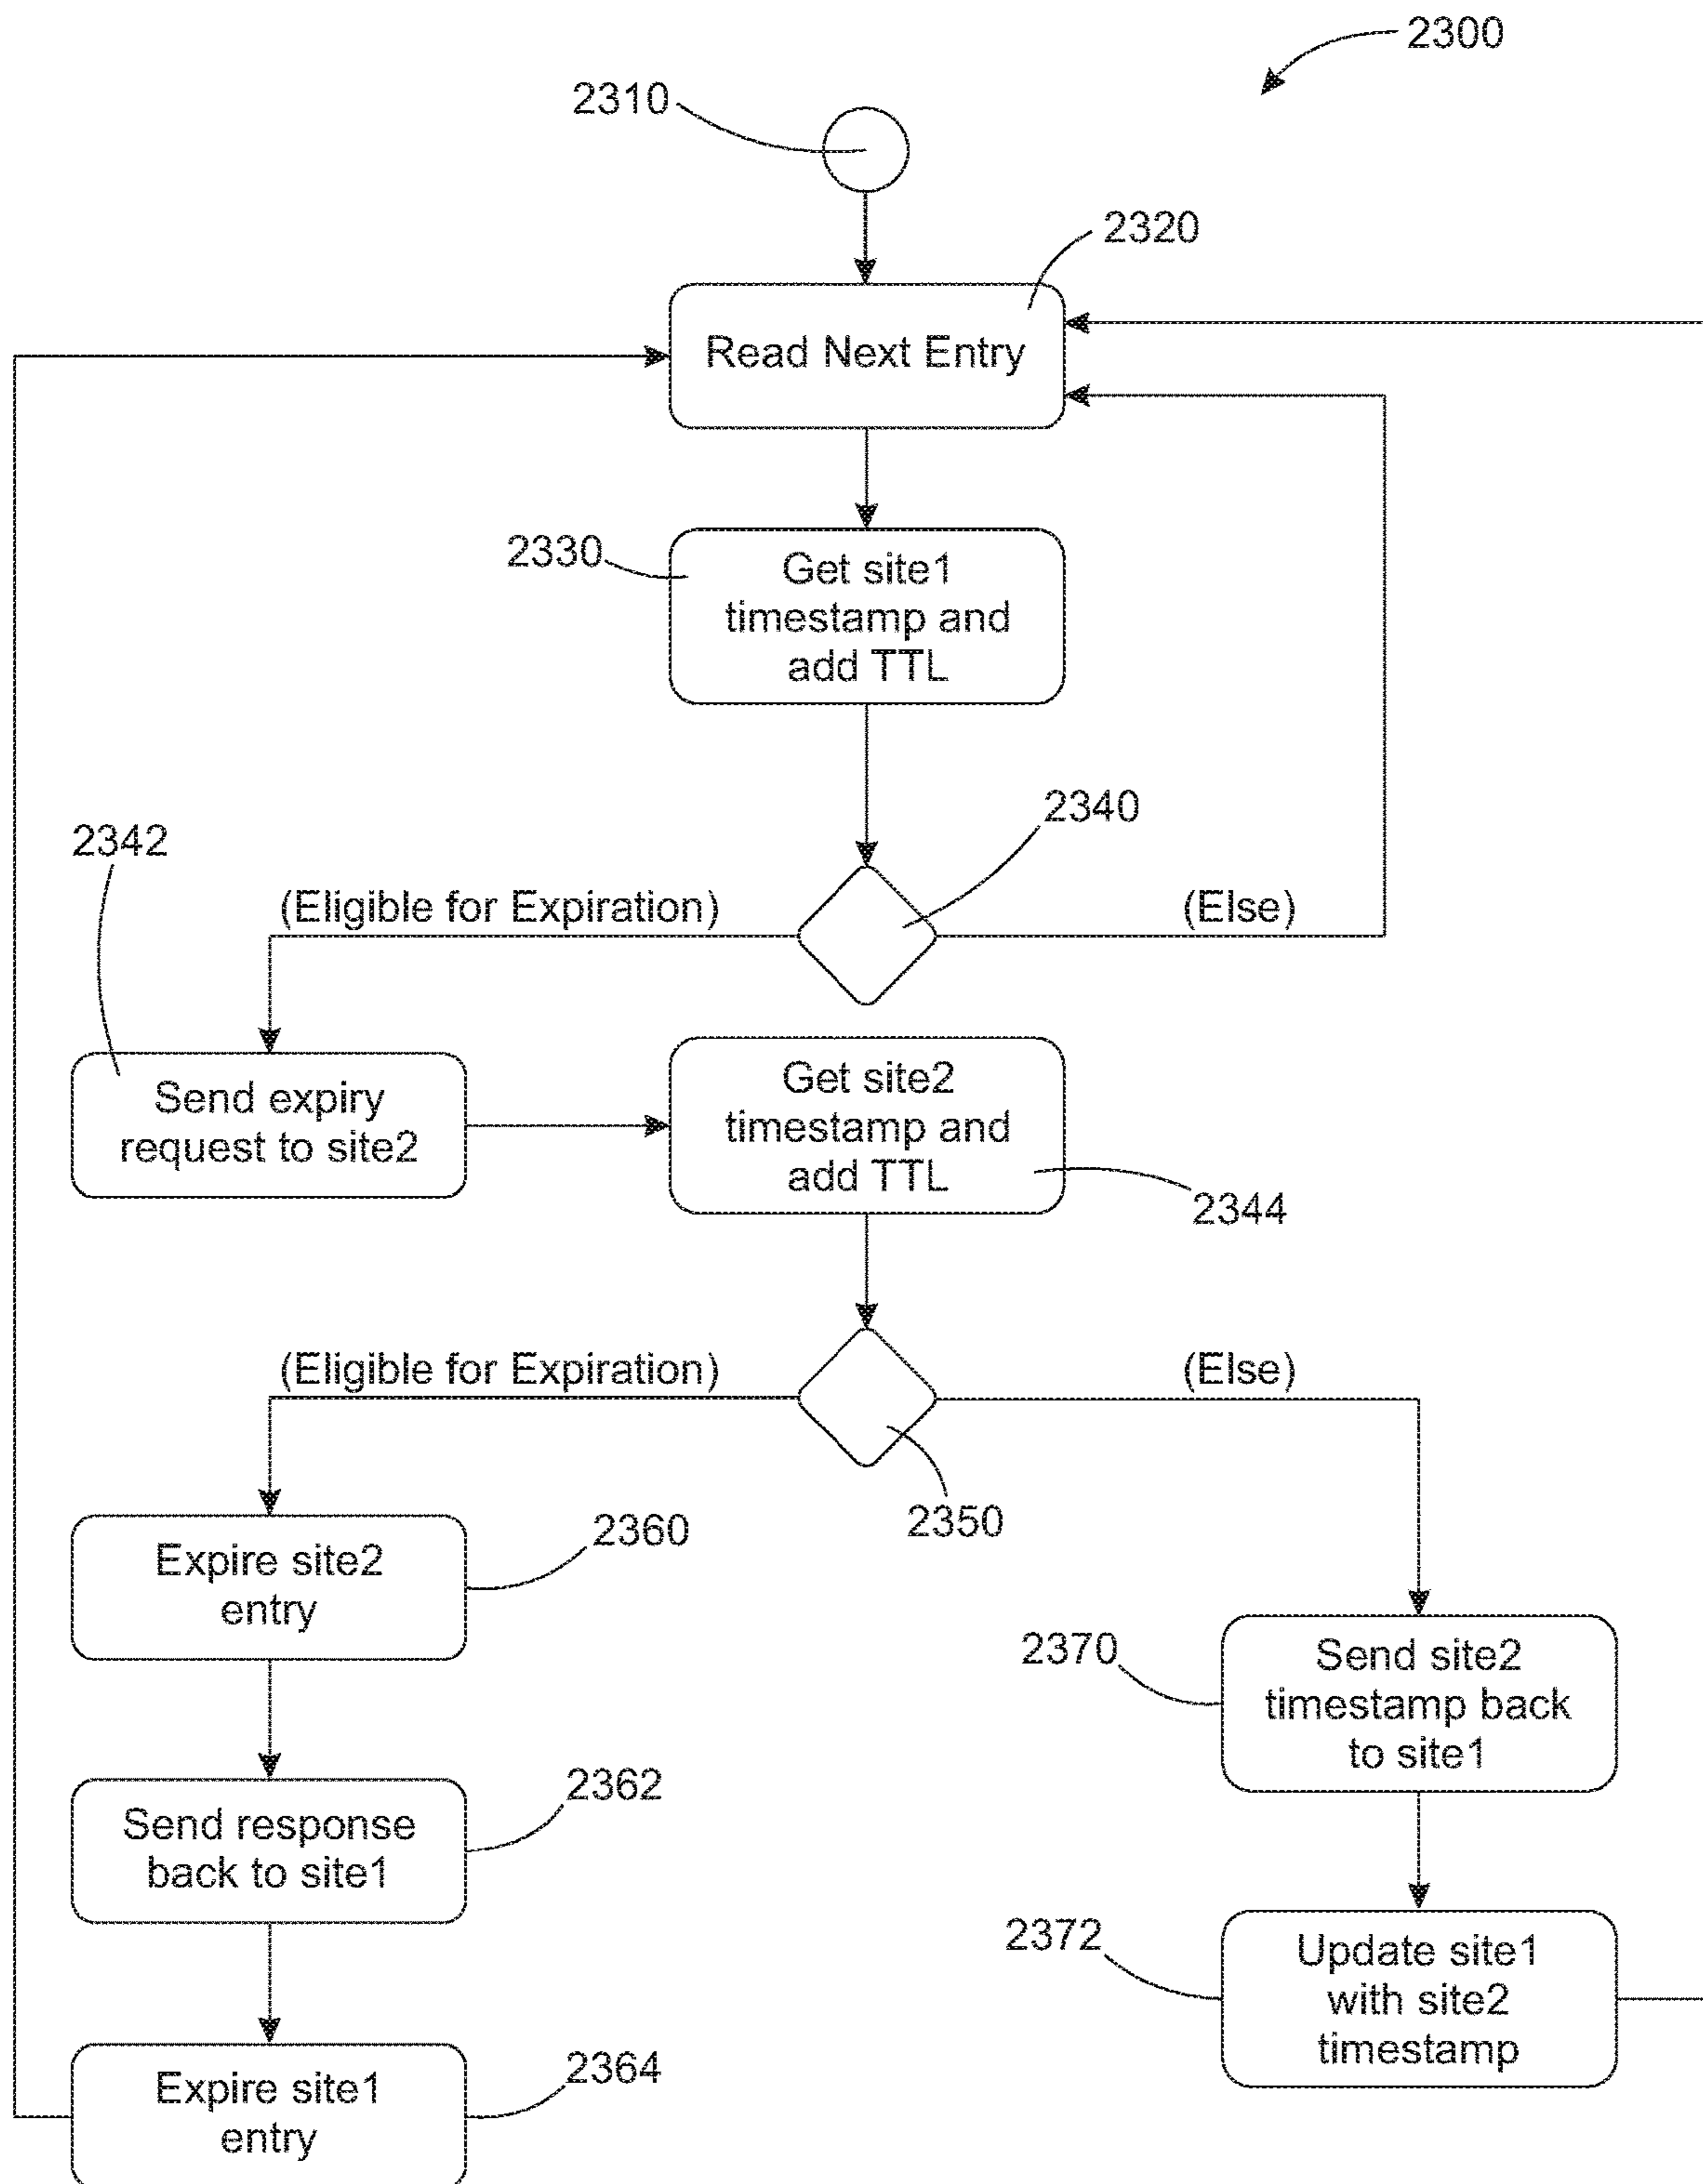 2300
2310
2320
Read Next Entry
2330
Get site1
timestamp and
add TTL
2340
2342
(Eligible for Expiration)
(Else)
Send expiry
request to site2
Get site2
timestamp and
add TTL
2344
(Eligible for Expiration)
(Else)
2350
Expire site2
entry
2360
2370
Send site2
timestamp back
to site1
Send response
back to site1
2362
2372
Update site1
with site2
timestamp
Expire site1
entry
2364